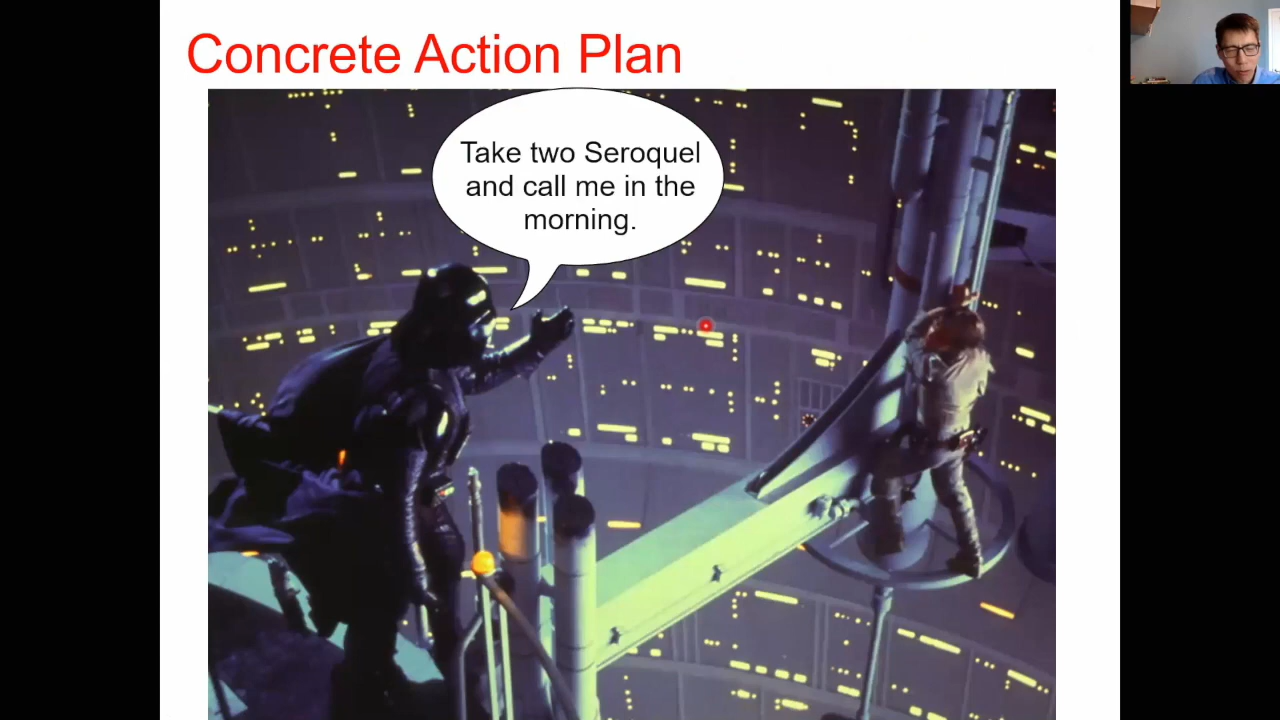 Concrete Action Plan
Take two Seroquel
and call me in the
morning.